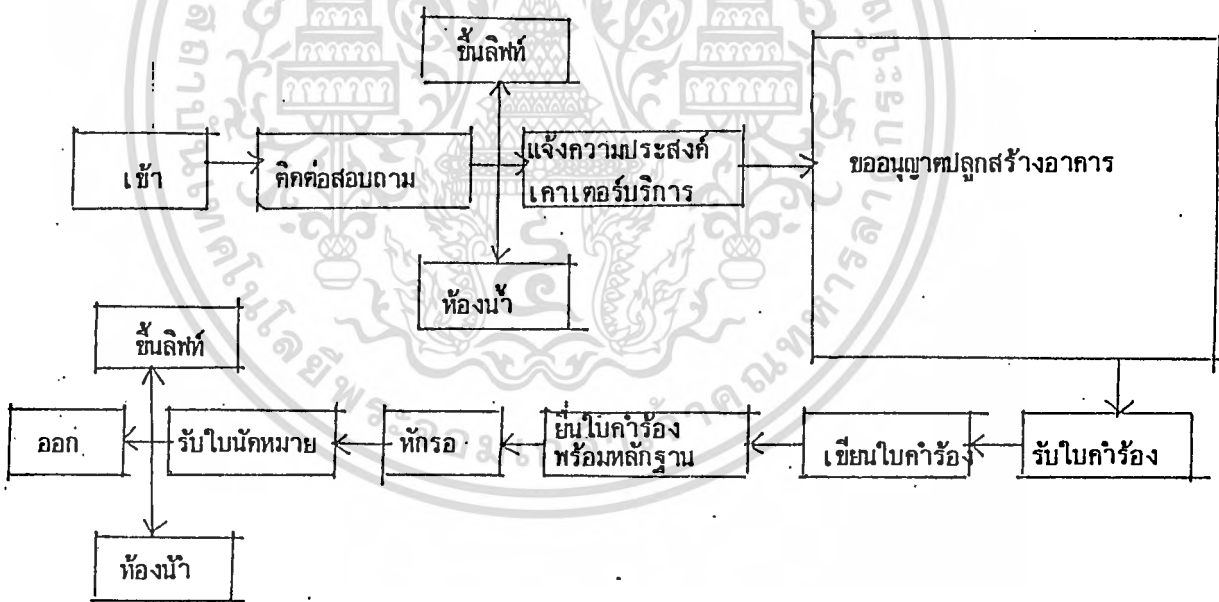 ขึ้นลิฟท์
เข้า
ติดต่อสอบถาม
แจ้งความประสงค์
เคาเตอร์บริการ
ขออนุญาตปลูกสร้างอาคาร
ห้องน้ำ
ขึ้นลิฟท์
ออก
รับใบนัดหมาย
พักรอ
ยื่นใบคำร้อง
พร้อมหลักฐาน
เขียนใบคำร้อง
รับใบคำร้อง
ห้องน้ำ